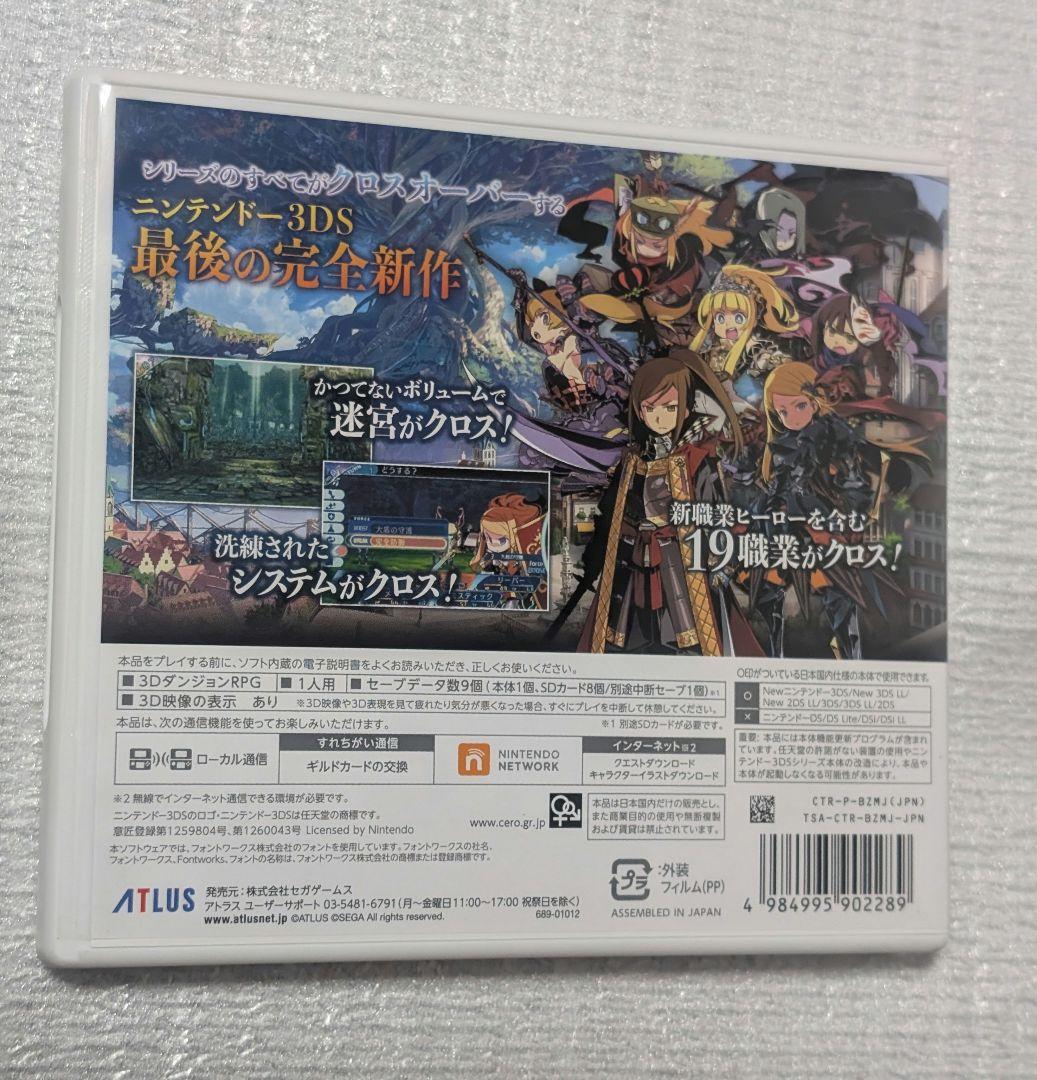 シリーズのすべてがクロスオーバーする
ニンテンドー3DS
最後の完全新作
かつてないボリュームで
迷宮がクロス!
どうする?
大盾の守護
完全防御
リーパー
スティック
洗練された
システムがクロス!
新職業ヒーローを含む
19職業がクロス!
本品をプレイする前に、ソフト内蔵の電子説明書をよくお読みいただき、正しくお使いください。
■3DダンジョンRPG ■1人用 ■セーブデータ数9個(本体1個、SDカード8個/別途中断セーブ1個)※1
■3D映像の表示 あり ※3D映像や3D表現を見て疲れたり気分が悪くなった場合、すぐにプレイを中断して休憩してください。
本品は、次の通信機能を使ってお楽しみいただけます。 ※1 別途SDカードが必要です。
ローカル通信
すれちがい通信
ギルドカードの交換
NINTENDO
NETWORK
インターネット※2
クエストダウンロード
キャラクターイラストダウンロード
○印がついている日本国内仕様の本体で使用できます。
○ Newニンテンドー3DS/New 3DS LL/
New 2DS LL/3DS/3DS LL/2DS
× ニンテンドーDS/DS Lite/DSi/DSi LL
重要:本品には本体機能更新プログラムが含まれ
ています。任天堂の許諾がない装置の使用やニン
テンドー3DSシリーズ本体の改造により、本品や
本体が起動しなくなる可能性があります。
※2 無線でインターネット通信できる環境が必要です。
ニンテンドー3DSのロゴ・ニンテンドー3DSは任天堂の商標です。
意匠登録第1259804号、第1260043号 Licensed by Nintendo
www.cero.gr.jp
本品は日本国内だけの販売とし、
また商業目的の使用や無断複製
および賃貸は禁止されています。
CTR-P-BZMJ(JPN)
TSA-CTR-BZMJ-JPN
本ソフトウェアでは、フォントワークス株式会社のフォントを使用しています。フォントワークスの社名、
フォントワークス、Fontworks、フォントの名称は、フォントワークス株式会社の商標または登録商標です。
ATLUS
発売元:株式会社セガゲームス
アトラス ユーザーサポート 03-5481-6791(月~金曜日11:00~17:00 祝祭日を除く)
www.atlusnet.jp ©ATLUS ©SEGA All rights reserved. 689-01012
プラ
:外装
フィルム(PP)
ASSEMBLED IN JAPAN
4 984995 902289